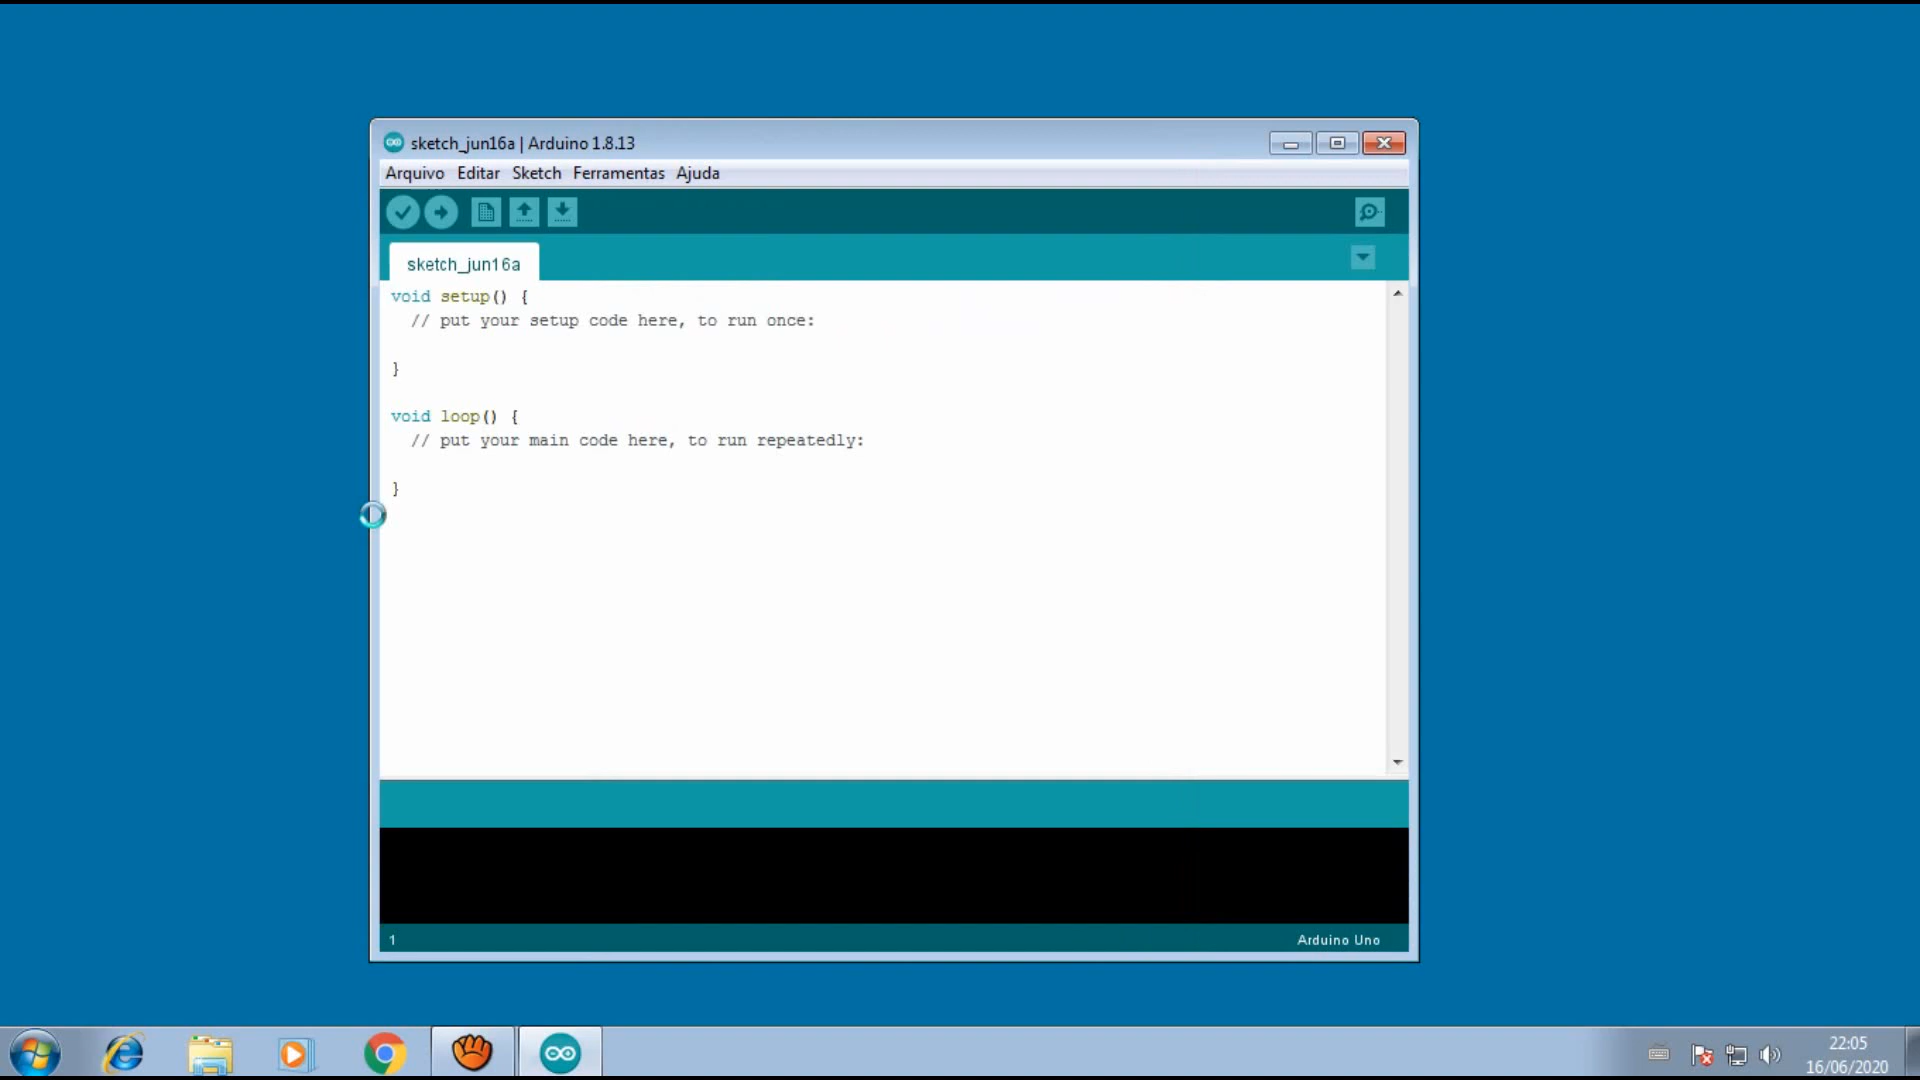 sketch_jun16a | Arduino 1.8.13
Arquivo Editar Sketch Ferramentas Ajuda
sketch_jun16a
void setup() {
  // put your setup code here, to run once:
}
void loop() {
  // put your main code here, to run repeatedly:
}
1
Arduino Uno
22:05
16/06/2020